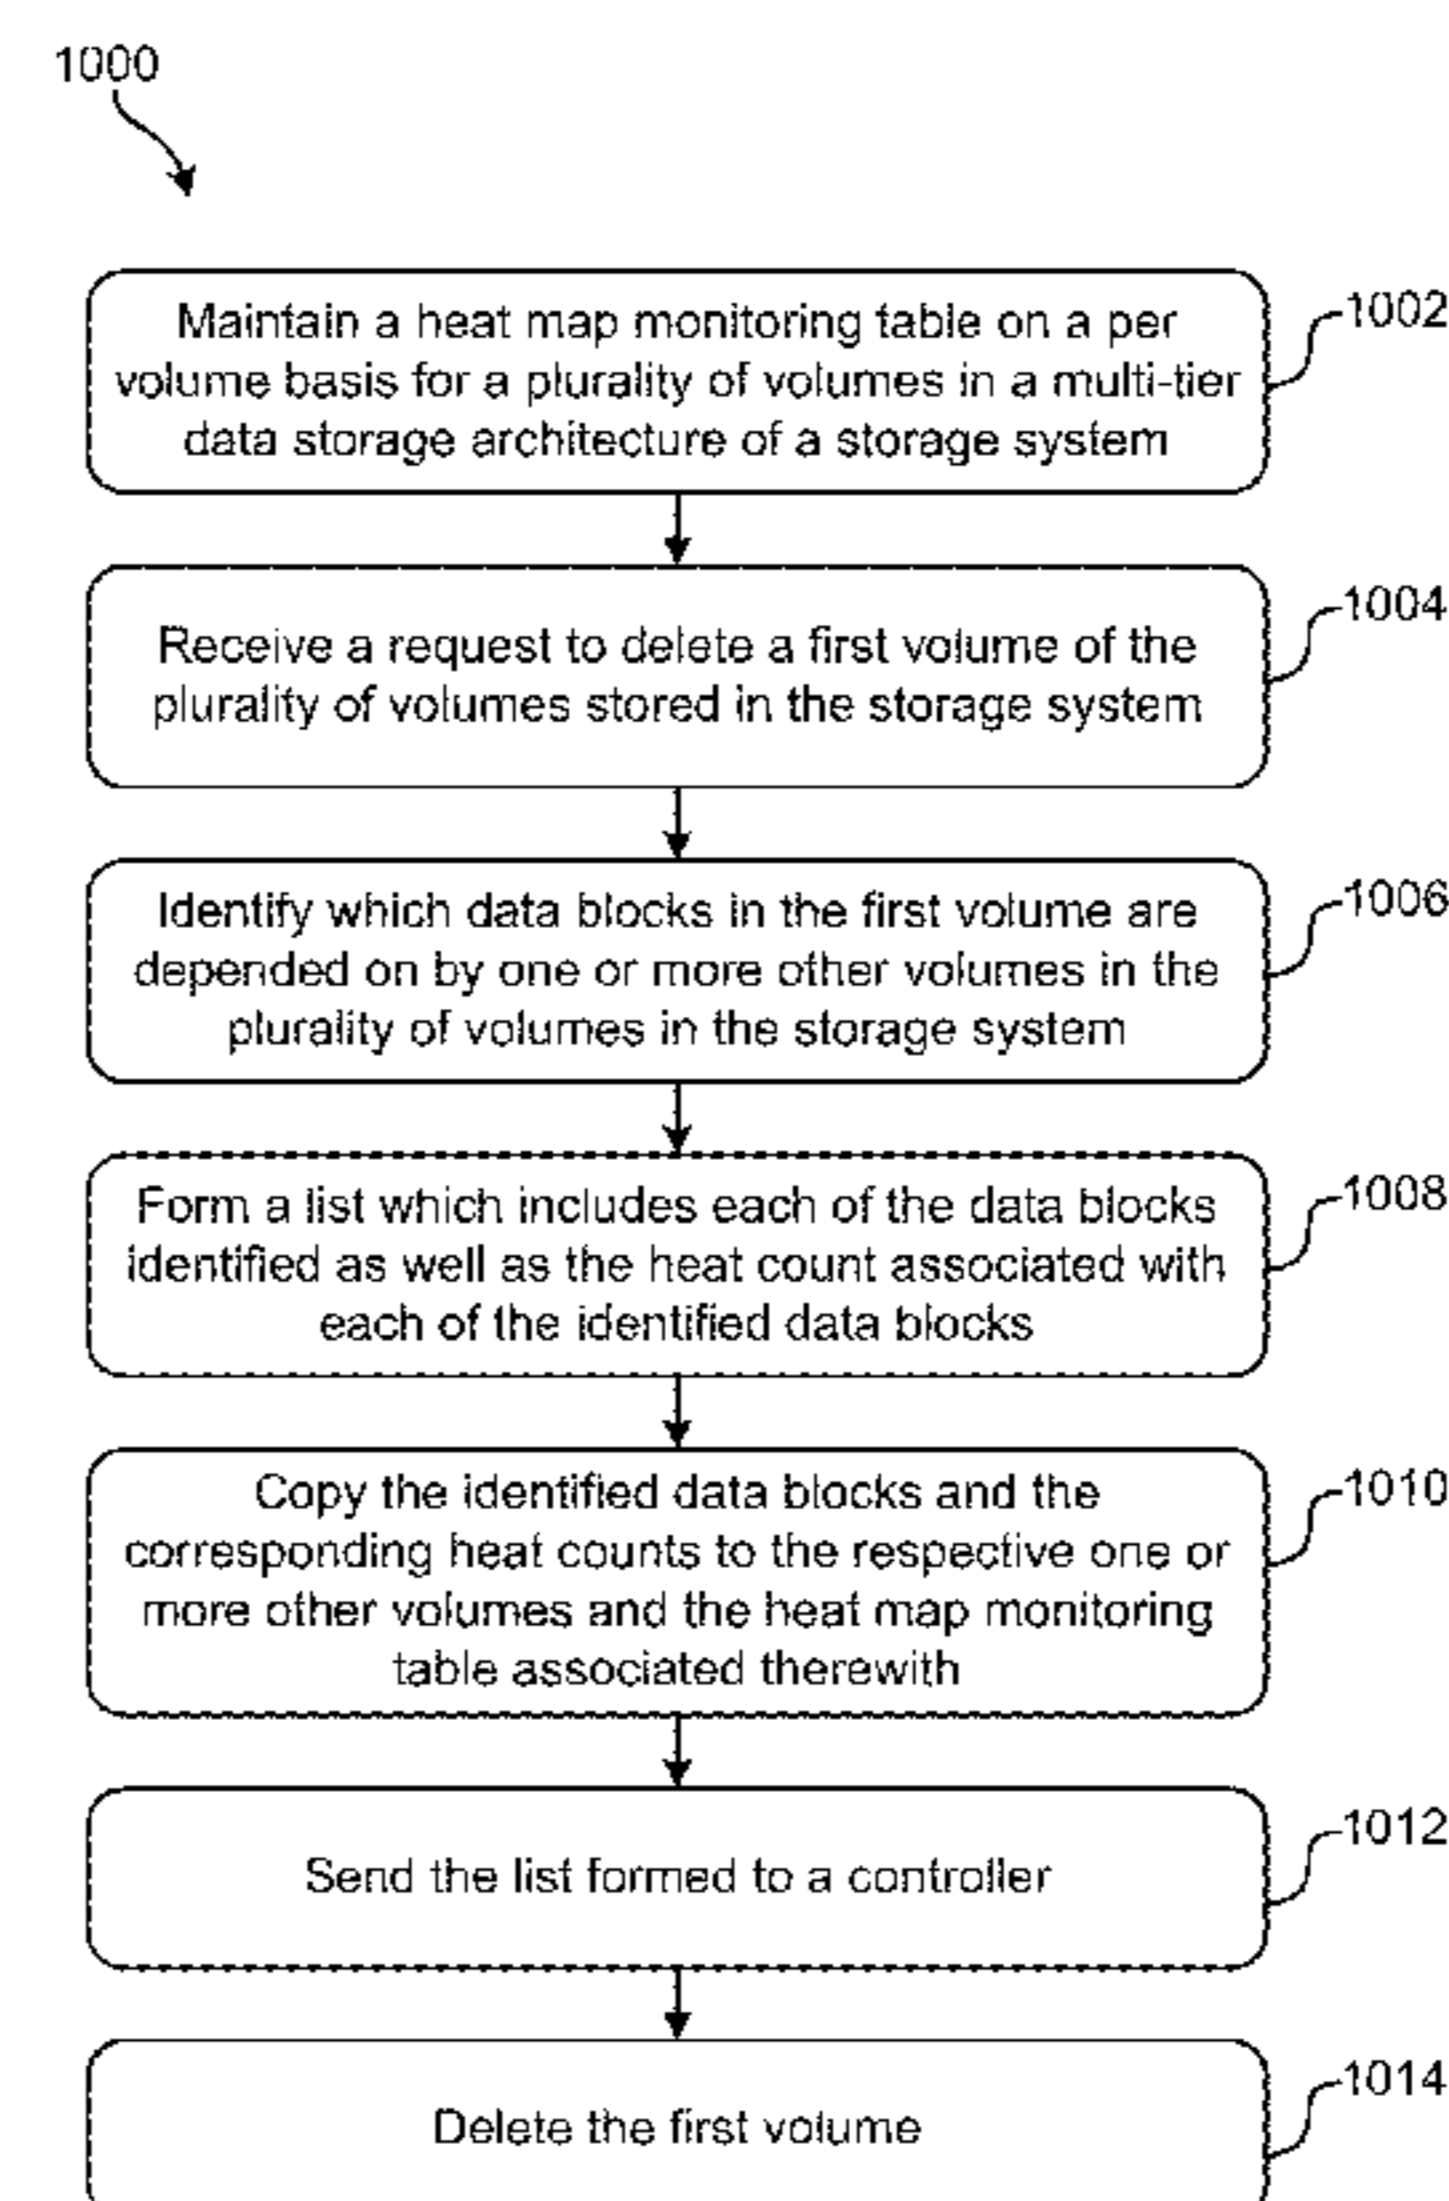 1000
Maintain a heat map monitoring table on a per
volume basis for a plurality of volumes in a multi-tier
data storage architecture of a storage system
1002
Receive a request to delete a first volume of the
plurality of volumes stored in the storage system
1004
Identify which data blocks in the first volume are
depended on by one or more other volumes in the
plurality of volumes in the storage system
1006
Form a list which includes each of the data blocks
identified as well as the heat count associated with
each of the identified data blocks
1008
Copy the identified data blocks and the
corresponding heat counts to the respective one or
more other volumes and the heat map monitoring
table associated therewith
1010
Send the list formed to a controller
1012
Delete the first volume
1014